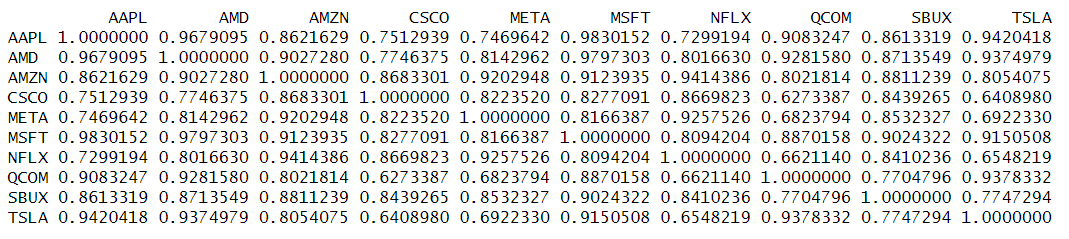 AAPL AMD AMZN CSCO META MSFT NFLX QCOM SBUX TSLA
AAPL 1.0000000 0.9679095 0.8621629 0.7512939 0.7469642 0.9830152 0.7299194 0.9083247 0.8613319 0.9420418
AMD 0.9679095 1.0000000 0.9027280 0.7746375 0.8142962 0.9797303 0.8016630 0.9281580 0.8713549 0.9374979
AMZN 0.8621629 0.9027280 1.0000000 0.8683301 0.9202948 0.9123935 0.9414386 0.8021814 0.8811239 0.8054075
CSCO 0.7512939 0.7746375 0.8683301 1.0000000 0.8223520 0.8277091 0.8669823 0.6273387 0.8439265 0.6408980
META 0.7469642 0.8142962 0.9202948 0.8223520 1.0000000 0.8166387 0.9257526 0.6823794 0.8532327 0.6922330
MSFT 0.9830152 0.9797303 0.9123935 0.8277091 0.8166387 1.0000000 0.8094204 0.8870158 0.9024322 0.9150508
NFLX 0.7299194 0.8016630 0.9414386 0.8669823 0.9257526 0.8094204 1.0000000 0.6621140 0.8410236 0.6548219
QCOM 0.9083247 0.9281580 0.8021814 0.6273387 0.6823794 0.8870158 0.6621140 1.0000000 0.7704796 0.9378332
SBUX 0.8613319 0.8713549 0.8811239 0.8439265 0.8532327 0.9024322 0.8410236 0.7704796 1.0000000 0.7747294
TSLA 0.9420418 0.9374979 0.8054075 0.6408980 0.6922330 0.9150508 0.6548219 0.9378332 0.7747294 1.0000000